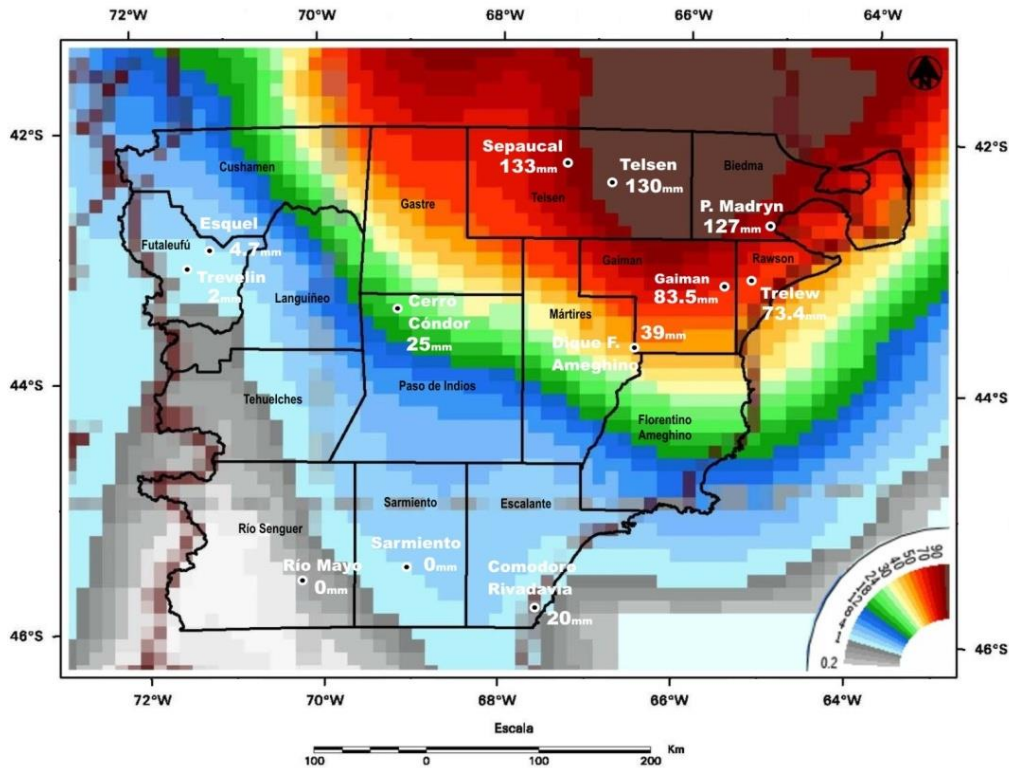 72°W 70°W 68°W 66°W 64°W
N
42°S 42°S
Sepaucal
133mm
Telsen
130mm
Biedma
Cushamen
Telsen
Gastre
P. Madryn
127mm
Esquel
4.7mm
Futaleufú
Trevelin
2mm
Gaiman
Rawson
Gaiman
83.5mm
Trelew
73.4mm
Languiñeo
Cerro
Cóndor
25mm
Mártires
39mm
Dique F.
Ameghino
44°S 44°S
Paso de Indios
Tehuelches
Florentino
Ameghino
Sarmiento
Escalante
Río Senguer
Río Mayo
0mm
Sarmiento
0mm
Comodoro
Rivadavia
20mm
46°S 46°S
0.2
1
4
8
50
70
90
72°W 70°W 68°W 66°W 64°W
Escala
100 0 100 200 Km